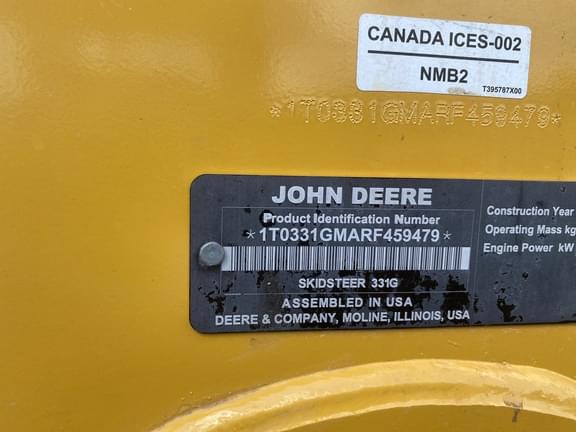 CANADA ICES-002
NMB2
T395787X00
*1T0331GMARF459479*
JOHN DEERE
Product Identification Number
*1T0331GMARF459479*
SKIDSTEER 331G
ASSEMBLED IN USA
DEERE & COMPANY, MOLINE, ILLINOIS, USA
Construction Year
Operating Mass kg
Engine Power kW